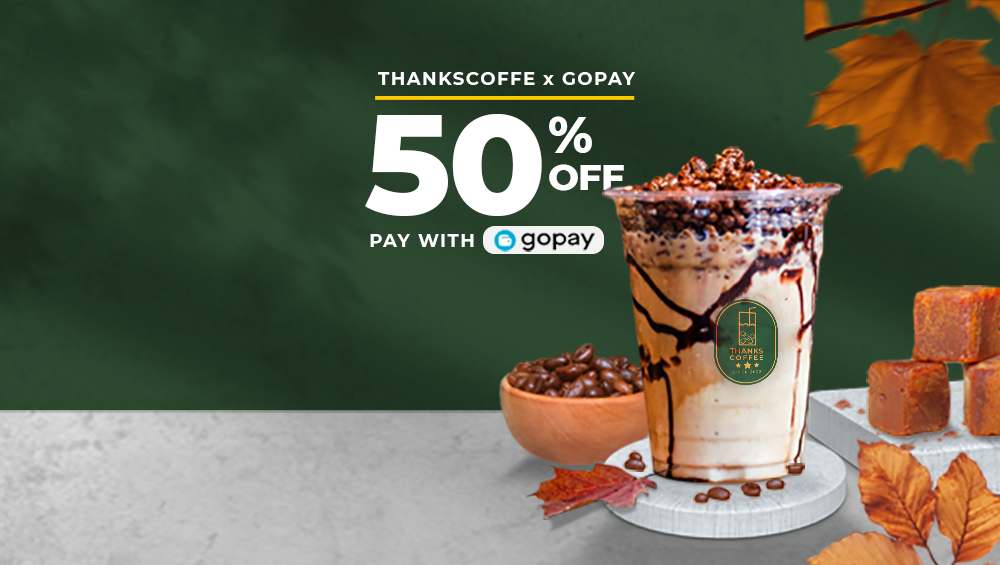 THANKSCOFFE x GOPAY
50%
OFF
PAY WITH gopay
THANKS
COFFEE